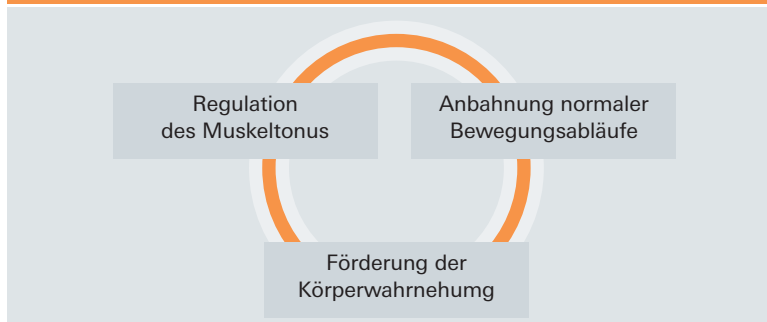 Regulation
des Muskeltonus
Anbahnung normaler
Bewegungsabläufe
Förderung der
Körperwahrnehumg